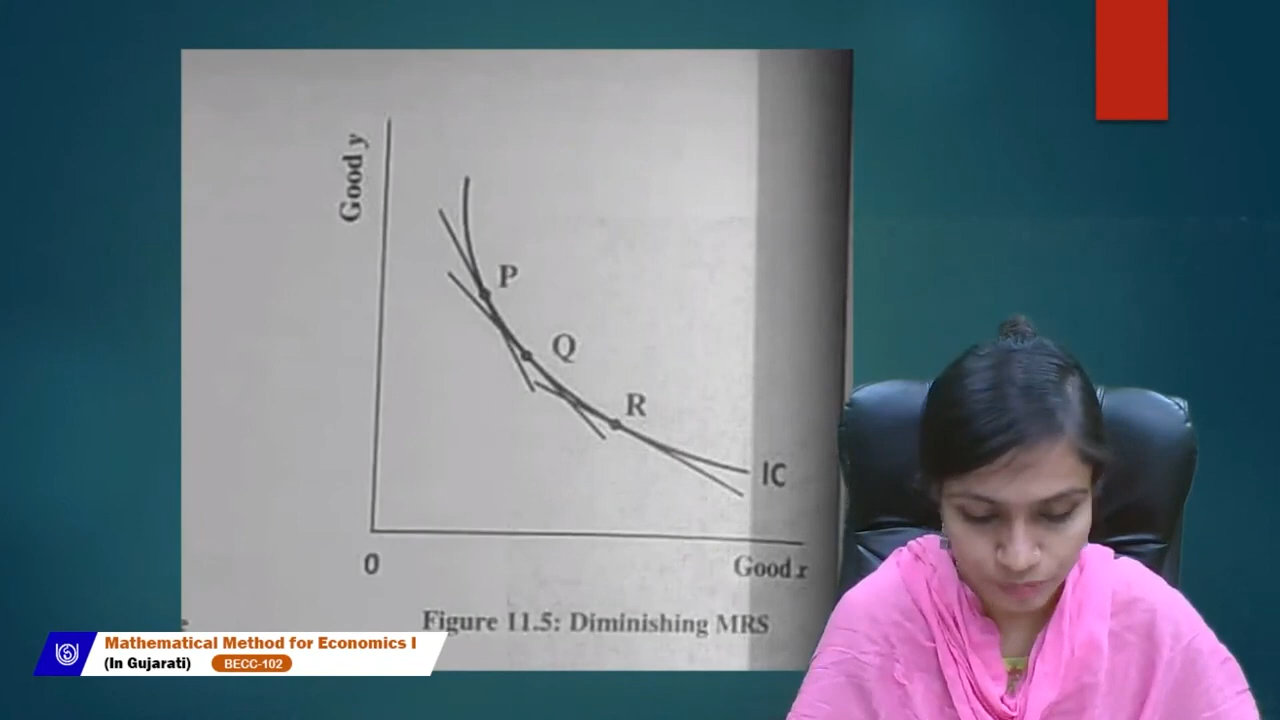 Good y
P
Q
R
IC
0
Good x
Figure 11.5: Diminishing MRS
Mathematical Method for Economics I
(In Gujarati)
BECC-102